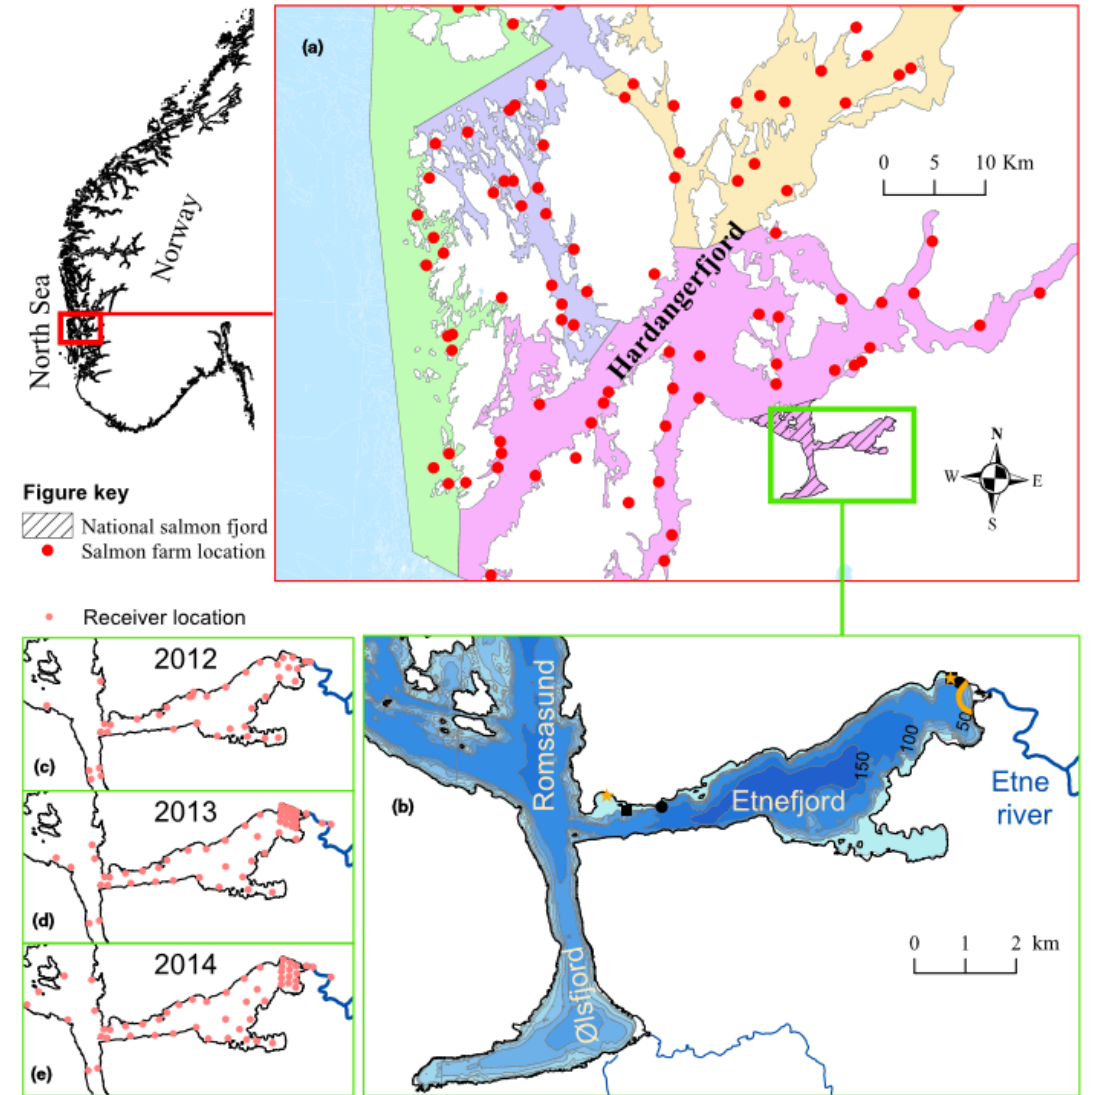 (a)
0 5 10 Km
Norway
North Sea
Hardangerfjord
N
W E
S
Figure key
National salmon fjord
Salmon farm location
Receiver location
2012
(c)
2013
(d)
2014
(e)
Romsasund
50
100
150
Etnefjord
(b)
Etne
river
0 1 2 km
Ølsfjord